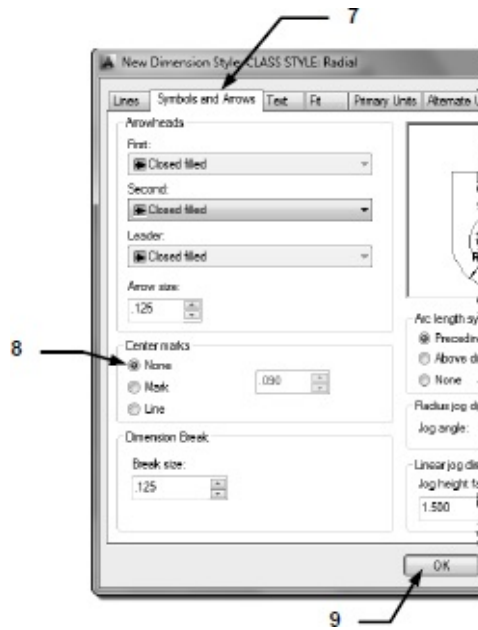 7
New Dimension Style: CLASS STYLE: Radial
Lines Symbols and Arrows Text Fit Primary Units Alternate U
Arrowheads
First:
Closed filled
Second:
Closed filled
Leader:
Closed filled
Arrow size:
.125
8
Center marks
None
Mark
Line
.090
Dimension Break
Break size:
.125
Arc length sy
Precedin
Above di
None
Radius jog di
Jog angle:
Linear jog dim
Jog height fa
1.500
OK
9